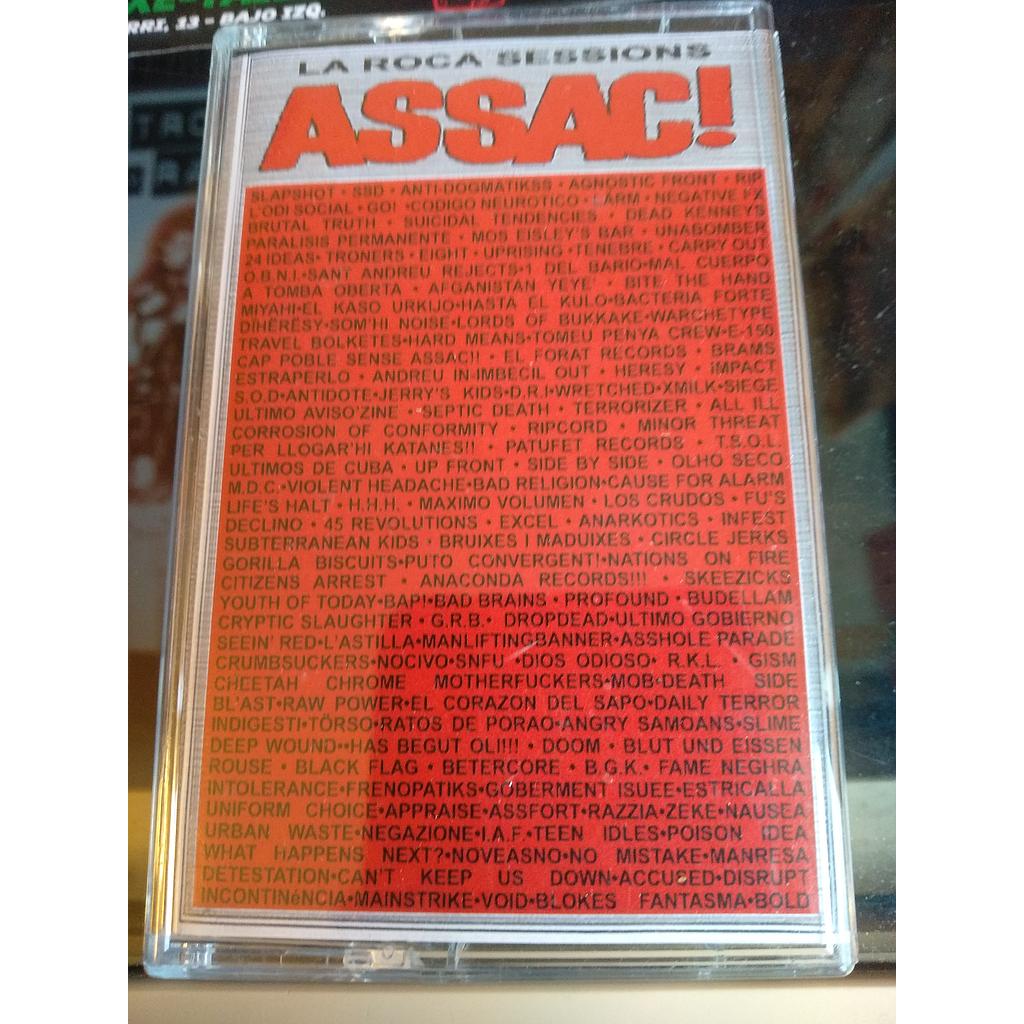 RRI, 13 - BAJO IZQ.
LA ROCA SESSIONS
ASSAC!
SLAPSHOT · SSD · ANTI-DOGMATIKSS · AGNOSTIC FRONT · RIP
L'ODI SOCIAL · GO! ·CODIGO NEUROTICO · LARM · NEGATIVE FX
BRUTAL TRUTH · SUICIDAL TENDENCIES · DEAD KENNEYS
PARALISIS PERMANENTE · MOS EISLEY'S BAR · UNABOMBER
24 IDEAS· TRONERS · EIGHT · UPRISING ·TENEBRE · CARRY OUT
O.B.N.I.·SANT ANDREU REJECTS·1 DEL BARIO·MAL CUERPO
A TOMBA OBERTA · AFGANISTAN YEYE' · BITE THE HAND
MIYAHI·EL KASO URKIJO·HASTA EL KULO·BACTERIA FORTE
DIHËRËSY·SOM'HI NOISE·LORDS OF BUKKAKE·WARCHETYPE
TRAVEL BOLKETES·HARD MEANS·TOMEU PENYA CREW·E-150
CAP POBLE SENSE ASSAC!! · EL FORAT RECORDS · BRAMS
ESTRAPERLO · ANDREU IN-IMBECIL OUT · HERESY · IMPACT
S.O.D·ANTIDOTE·JERRY'S KIDS·D.R.I·WRETCHED·XMILK·SIEGE
ULTIMO AVISO'ZINE · SEPTIC DEATH · TERRORIZER · ALL ILL
CORROSION OF CONFORMITY · RIPCORD · MINOR THREAT
PER LLOGAR'HI KATANES!! · PATUFET RECORDS · T.S.O.L.
ULTIMOS DE CUBA · UP FRONT · SIDE BY SIDE · OLHO SECO
M.D.C.·VIOLENT HEADACHE·BAD RELIGION·CAUSE FOR ALARM
LIFE'S HALT · H.H.H. · MAXIMO VOLUMEN · LOS CRUDOS · FU'S
DECLINO · 45 REVOLUTIONS · EXCEL · ANARKOTICS · INFEST
SUBTERRANEAN KIDS · BRUIXES I MADUIXES · CIRCLE JERKS
GORILLA BISCUITS·PUTO CONVERGENT!·NATIONS ON FIRE
CITIZENS ARREST · ANACONDA RECORDS!!! · SKEEZICKS
YOUTH OF TODAY·BAP!·BAD BRAINS · PROFOUND · BUDELLAM
CRYPTIC SLAUGHTER · G.R.B.· DROPDEAD·ULTIMO GOBIERNO
SEEIN' RED·L'ASTILLA·MANLIFTINGBANNER·ASSHOLE PARADE
CRUMBSUCKERS·NOCIVO·SNFU ·DIOS ODIOSO· R.K.L. · GISM
CHEETAH CHROME MOTHERFUCKERS·MOB·DEATH SIDE
BL'AST·RAW POWER·EL CORAZON DEL SAPO·DAILY TERROR
INDIGESTI·TÖRSO·RATOS DE PORAO·ANGRY SAMOANS·SLIME
DEEP WOUND··HAS BEGUT OLI!!!! · DOOM · BLUT UND EISSEN
ROUSE · BLACK FLAG · BETERCORE · B.G.K.· FAME NEGHRA
INTOLERANCE·FRENOPATIKS·GOBERMENT ISUEE·ESTRICALLA
UNIFORM CHOICE·APPRAISE·ASSFORT·RAZZIA·ZEKE·NAUSEA
URBAN WASTE·NEGAZIONE·I.A.F.·TEEN IDLES·POISON IDEA
WHAT HAPPENS NEXT?·NOVEASNO·NO MISTAKE·MANRESA
DETESTATION·CAN'T KEEP US DOWN·ACCUSED·DISRUPT
INCONTINéNCIA·MAINSTRIKE·VOID·BLOKES FANTASMA·BOLD